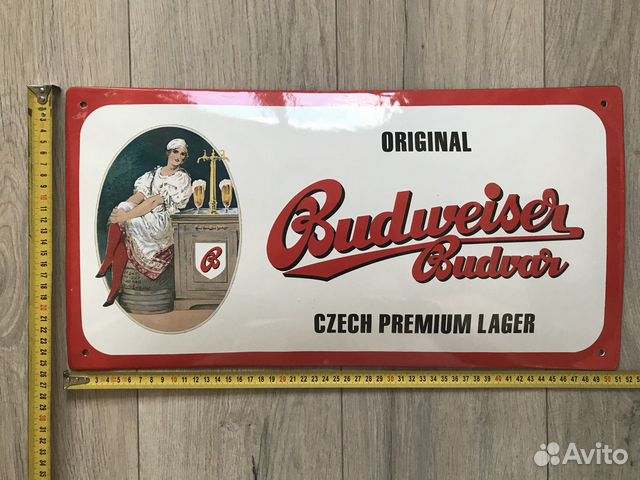 ORIGINAL
Budweiser
Budvar
CZECH PREMIUM LAGER
B
Avito